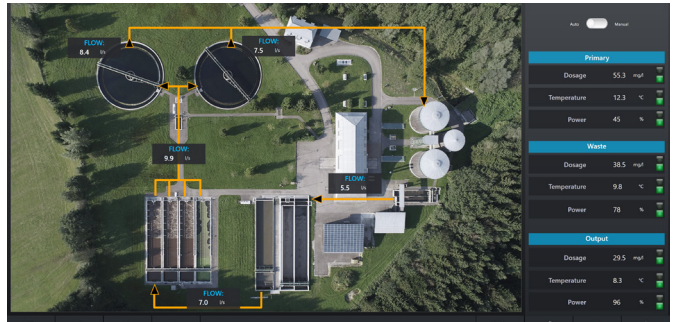 Auto Manual
FLOW:
8.4 l/s
FLOW:
7.5 l/s
FLOW:
9.9 l/s
FLOW:
5.5 l/s
FLOW:
7.0 l/s
Primary
Dosage 55.3 mg/l
Temperature 12.3 °C
Power 45 %
Waste
Dosage 38.5 mg/l
Temperature 9.8 °C
Power 78 %
Output
Dosage 29.5 mg/l
Temperature 8.3 °C
Power 96 %